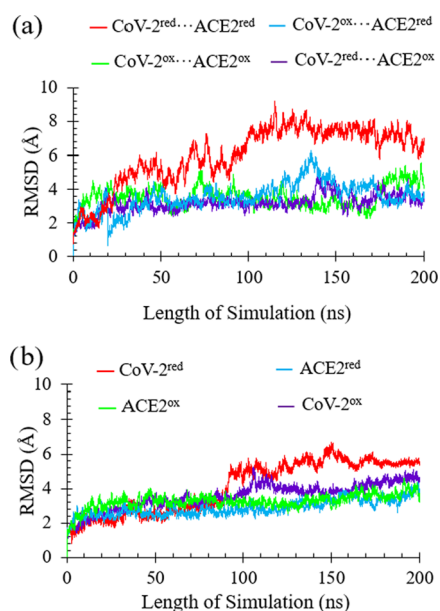 (a)
CoV-2ʳᵉᵈ···ACE2ʳᵉᵈ CoV-2ᵒˣ···ACE2ʳᵉᵈ
CoV-2ᵒˣ···ACE2ᵒˣ CoV-2ʳᵉᵈ···ACE2ᵒˣ
10
8
6
4
2
0
RMSD (Å)
0 50 100 150 200
Length of Simulation (ns)
(b)
CoV-2ʳᵉᵈ ACE2ʳᵉᵈ
ACE2ᵒˣ CoV-2ᵒˣ
10
8
6
4
2
0
RMSD (Å)
0 50 100 150 200
Length of Simulation (ns)